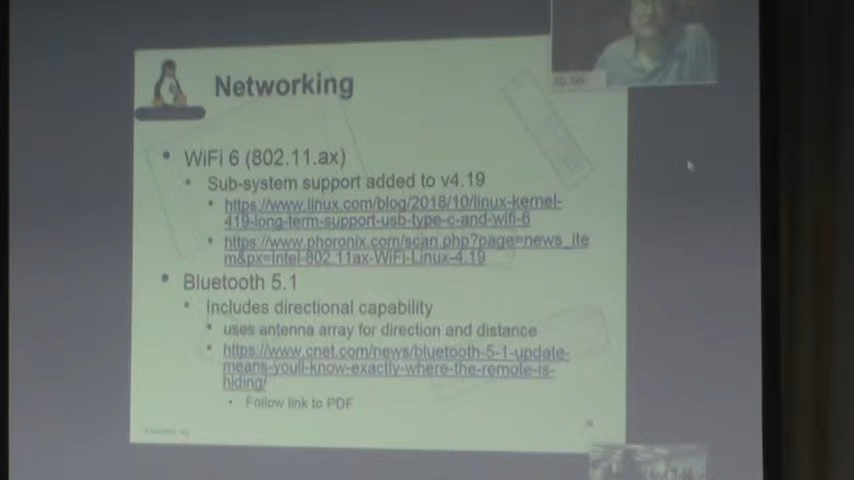 Networking
WiFi 6 (802.11.ax)
Sub-system support added to v4.19
https://www.linux.com/blog/2018/10/linux-kernel-
419-long-term-support-usb-type-c-and-wifi-6
https://www.phoronix.com/scan.php?page=news_ite
m&px=Intel-802.11ax-WiFi-Linux-4.19
Bluetooth 5.1
Includes directional capability
uses antenna array for direction and distance
https://www.cnet.com/news/bluetooth-5-1-update-
means-youll-know-exactly-where-the-remote-is-
hiding/
Follow link to PDF